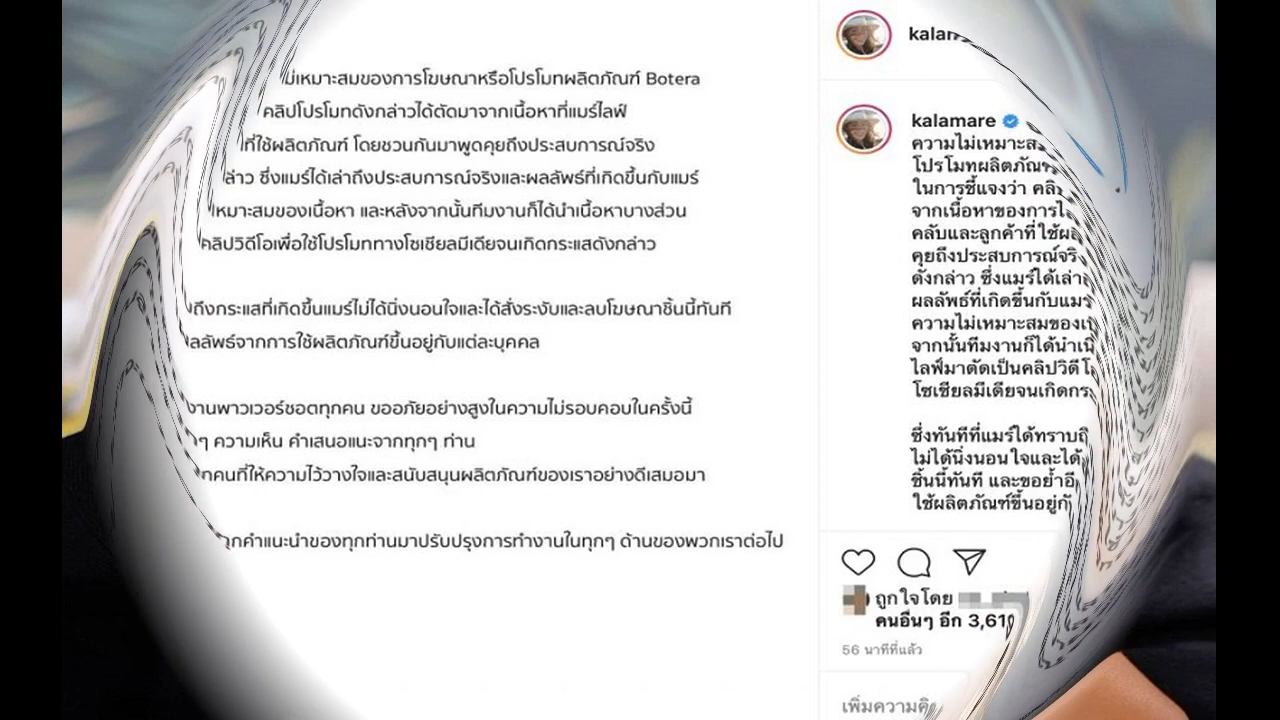 ม่เหมาะสมของการโฆษณาหรือโปรโมทผลิตภัณฑ์ Botera
คลิปโปรโมทดังกล่าวได้ตัดมาจากเนื้อหาที่แมร์ไลฟ์
ที่ใช้ผลิตภัณฑ์ โดยชวนกันมาพูดคุยถึงประสบการณ์จริง
ล่าว ซึ่งแมร์ได้เล่าถึงประสบการณ์จริงและผลลัพธ์ที่เกิดขึ้นกับแมร์
เหมาะสมของเนื้อหา และหลังจากนั้นทีมงานก็ได้นำเนื้อหาบางส่วน
คลิปวิดีโอเพื่อใช้โปรโมททางโซเชียลมีเดียจนเกิดกระแสดังกล่าว
ถึงกระแสที่เกิดขึ้นแมร์ไม่ได้นิ่งนอนใจและได้สั่งระงับและลบโฆษณาชิ้นนี้ทันที
ลลัพธ์จากการใช้ผลิตภัณฑ์ขึ้นอยู่กับแต่ละบุคคล
งานพาวเวอร์ชอตทุกคน ขออภัยอย่างสูงในความไม่รอบคอบในครั้งนี้
ๆ ความเห็น คำเสนอแนะจากทุกๆ ท่าน
กคนที่ให้ความไว้วางใจและสนับสนุนผลิตภัณฑ์ของเราอย่างดีเสมอมา
กคำแนะนำของทุกท่านมาปรับปรุงการทำงานในทุกๆ ด้านของพวกเราต่อไป
kalam
kalamare
ความไม่เหมาะส
โปรโมทผลิตภัณ
ในการชี้แจงว่า คลิ
จากเนื้อหาของการไ
คลับและลูกค้าที่ใช้ผล
คุยถึงประสบการณ์จริ
ดังกล่าว ซึ่งแมร์ได้เล่า
ผลลัพธ์ที่เกิดขึ้นกับแมร
ความไม่เหมาะสมของเ
จากนั้นทีมงานก็ได้นำเนื
ไลฟ์มาตัดเป็นคลิปวิดีโ
โซเชียลมีเดียจนเกิดกร
ซึ่งทันทีที่แมร์ได้ทราบถึ
ไม่ได้นิ่งนอนใจและได้
ชิ้นนี้ทันที และขอย้ำอี
ใช้ผลิตภัณฑ์ขึ้นอยู่กั
ถูกใจโดย
คนอื่นๆ อีก 3,610
56 นาทีที่แล้ว
เพิ่มความคิ